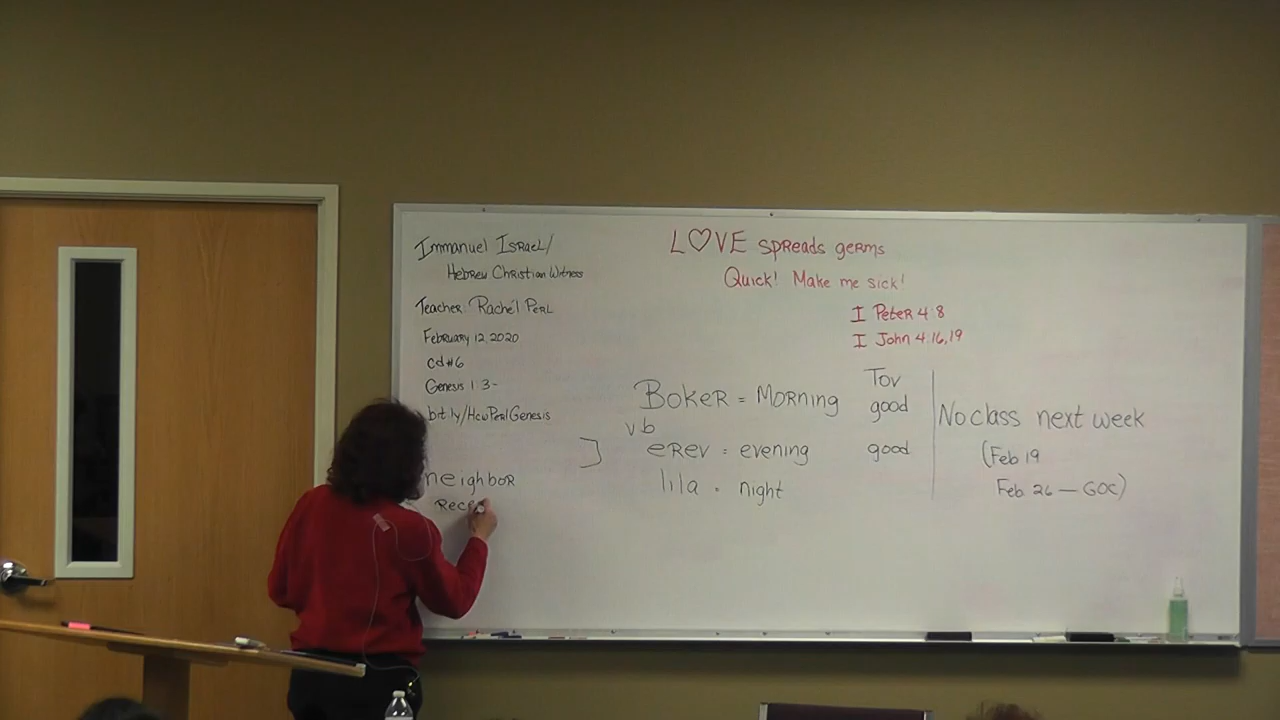 Immanuel Israel/
Hebrew Christian Witness
Teacher: Rachel Perl
February 12, 2020
cd#6
Genesis 1 3-
bit.ly/HcwPerlGenesis
neighbor
LOVE spreads germs
Quick! Make me sick!
I Peter 4:8
I John 4:16,19
Tov
Boker = Morning good
v b
erev = evening good
lila = night
No class next week
(Feb 19
Feb 26 — GOC)